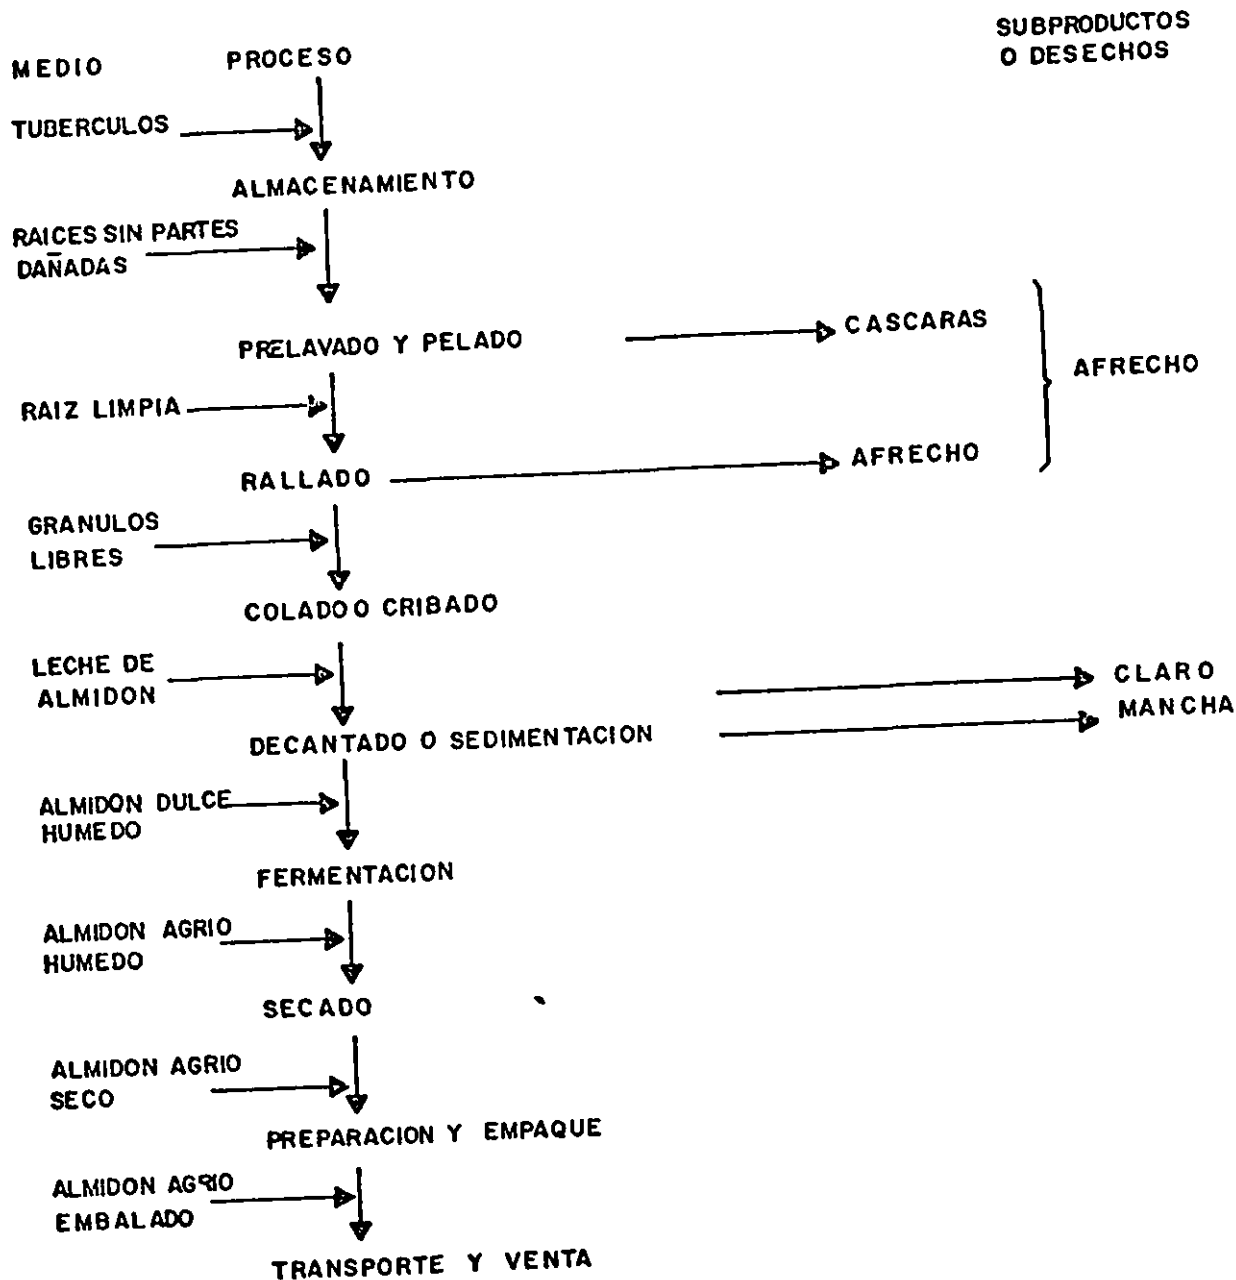 SUBPRODUCTOS
O DESECHOS
MEDIO
PROCESO
TUBERCULOS
ALMACENAMIENTO
RAICES SIN PARTES
DAÑADAS
PRELAVADO Y PELADO
CASCARAS
AFRECHO
RAIZ LIMPIA
RALLADO
AFRECHO
GRANULOS
LIBRES
COLADO O CRIBADO
LECHE DE
ALMIDON
CLARO
MANCHA
DECANTADO O SEDIMENTACION
ALMIDON DULCE
HUMEDO
FERMENTACION
ALMIDON AGRIO
HUMEDO
SECADO
ALMIDON AGRIO
SECO
PREPARACION Y EMPAQUE
ALMIDON AGRIO
EMBALADO
TRANSPORTE Y VENTA